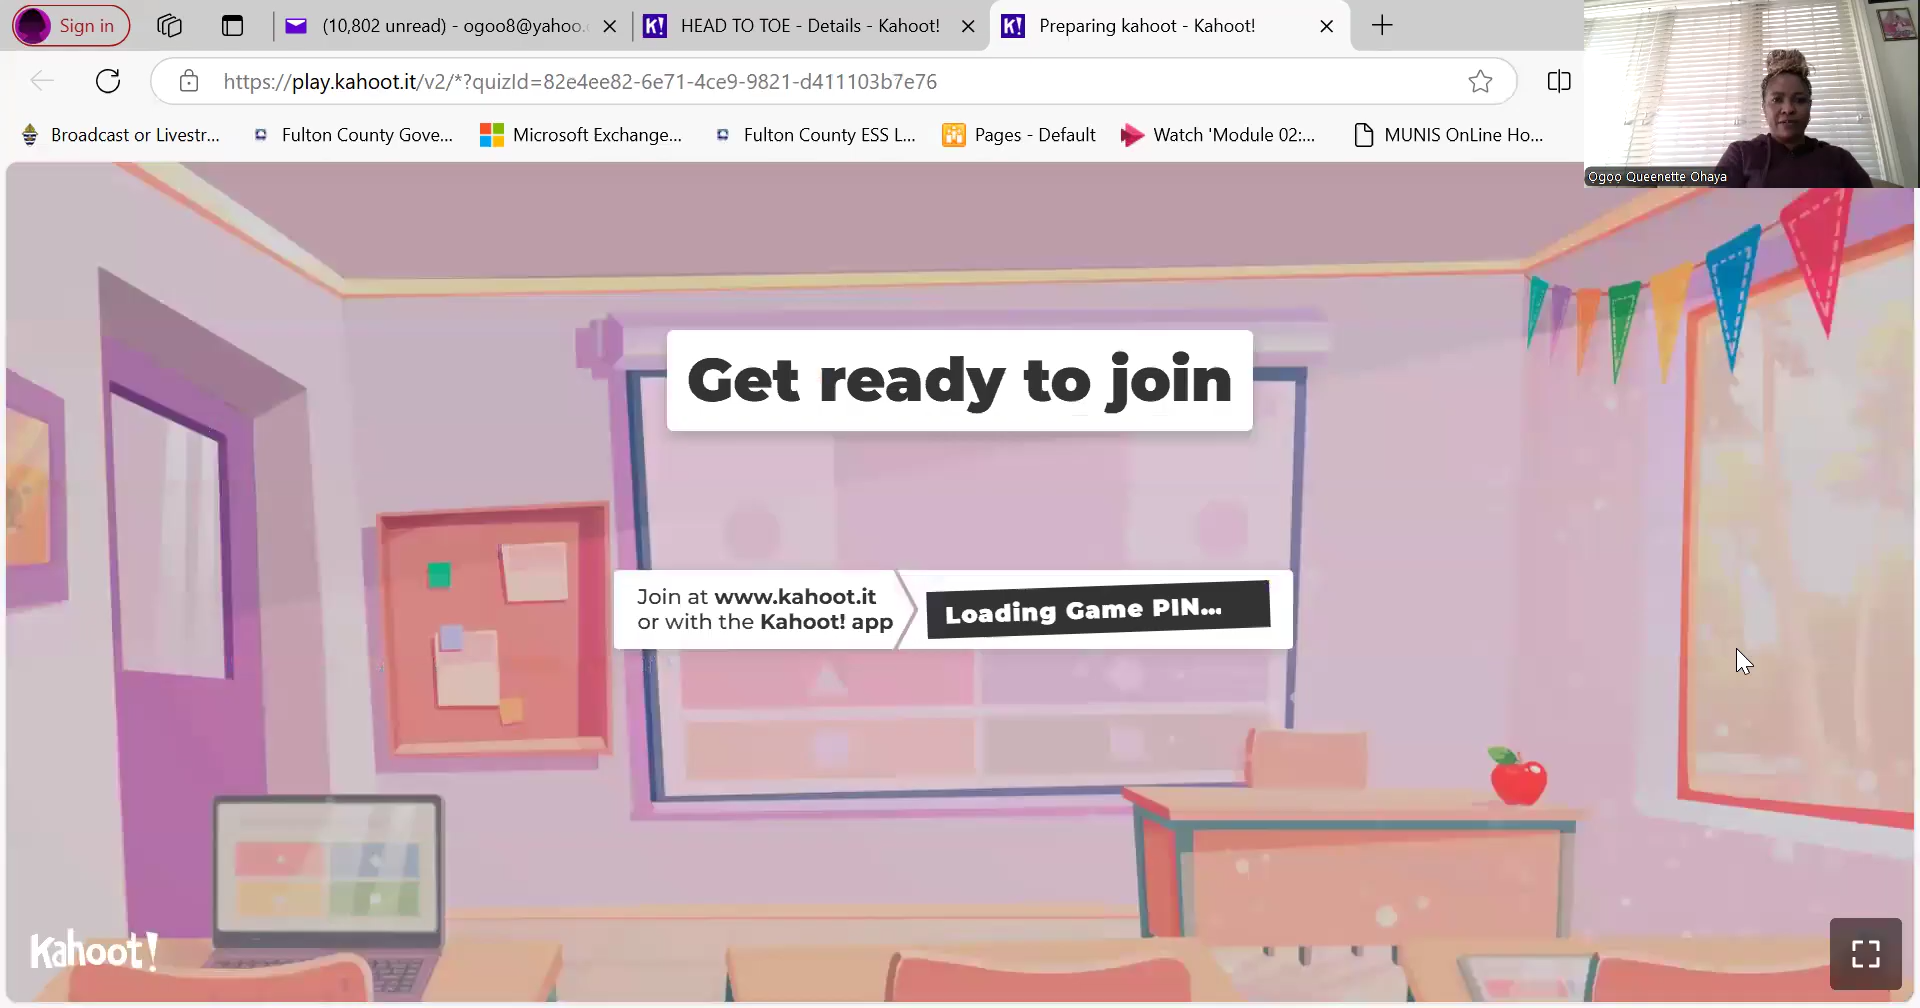 Sign in
(10,802 unread) - ogoo8@yahoo.c
HEAD TO TOE - Details - Kahoot!
Preparing kahoot - Kahoot!
https://play.kahoot.it/v2/*?quizId=82e4ee82-6e71-4ce9-9821-d411103b7e76
Broadcast or Livestr...
Fulton County Gove...
Microsoft Exchange...
Fulton County ESS L...
Pages - Default
Watch 'Module 02:...
MUNIS OnLine Ho...
Ogoo Queenette Ohaya
Get ready to join
Join at www.kahoot.it
or with the Kahoot! app
Loading Game PIN...
Kahoot!